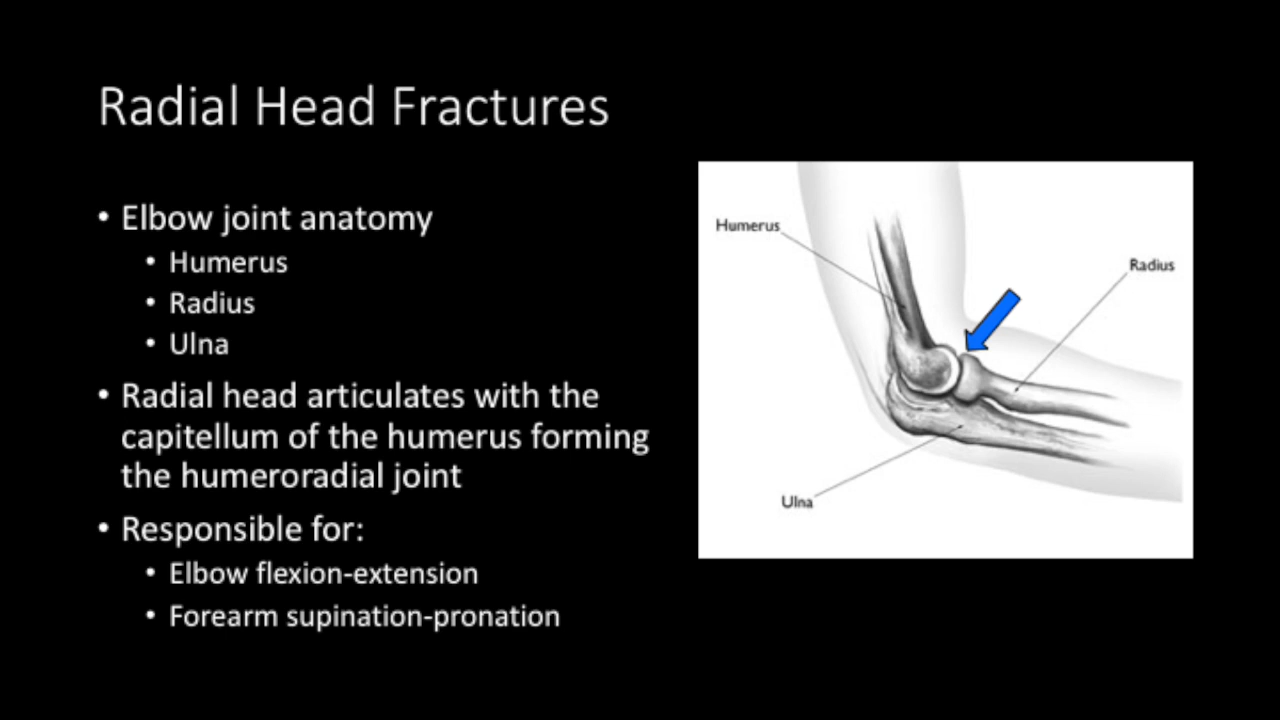 Radial Head Fractures
• Elbow joint anatomy
• Humerus
• Radius
• Ulna
• Radial head articulates with the
capitellum of the humerus forming
the humeroradial joint
• Responsible for:
• Elbow flexion-extension
• Forearm supination-pronation
Humerus
Radius
Ulna